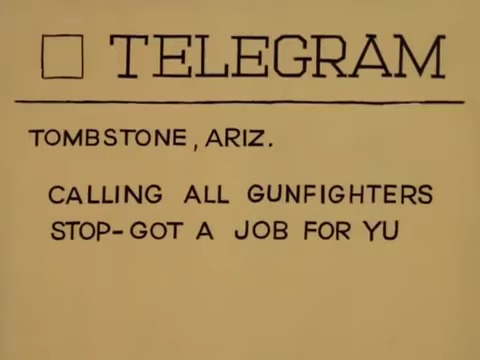 TELEGRAM
TOMBSTONE, ARIZ.
CALLING ALL GUNFIGHTERS
STOP-GOT A JOB FOR YU